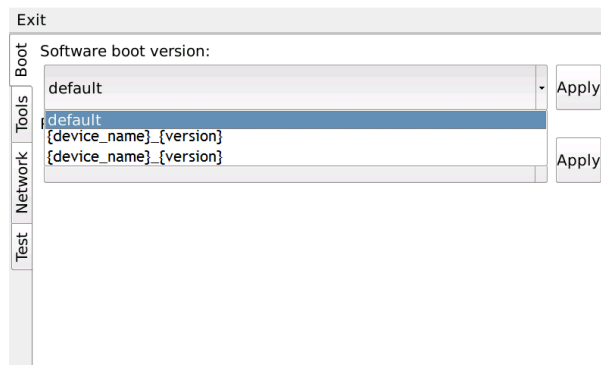 Exit
Boot
Software boot version:
default
Apply
Tools
default
{device_name}_{version}
{device_name}_{version}
Apply
Network
Test